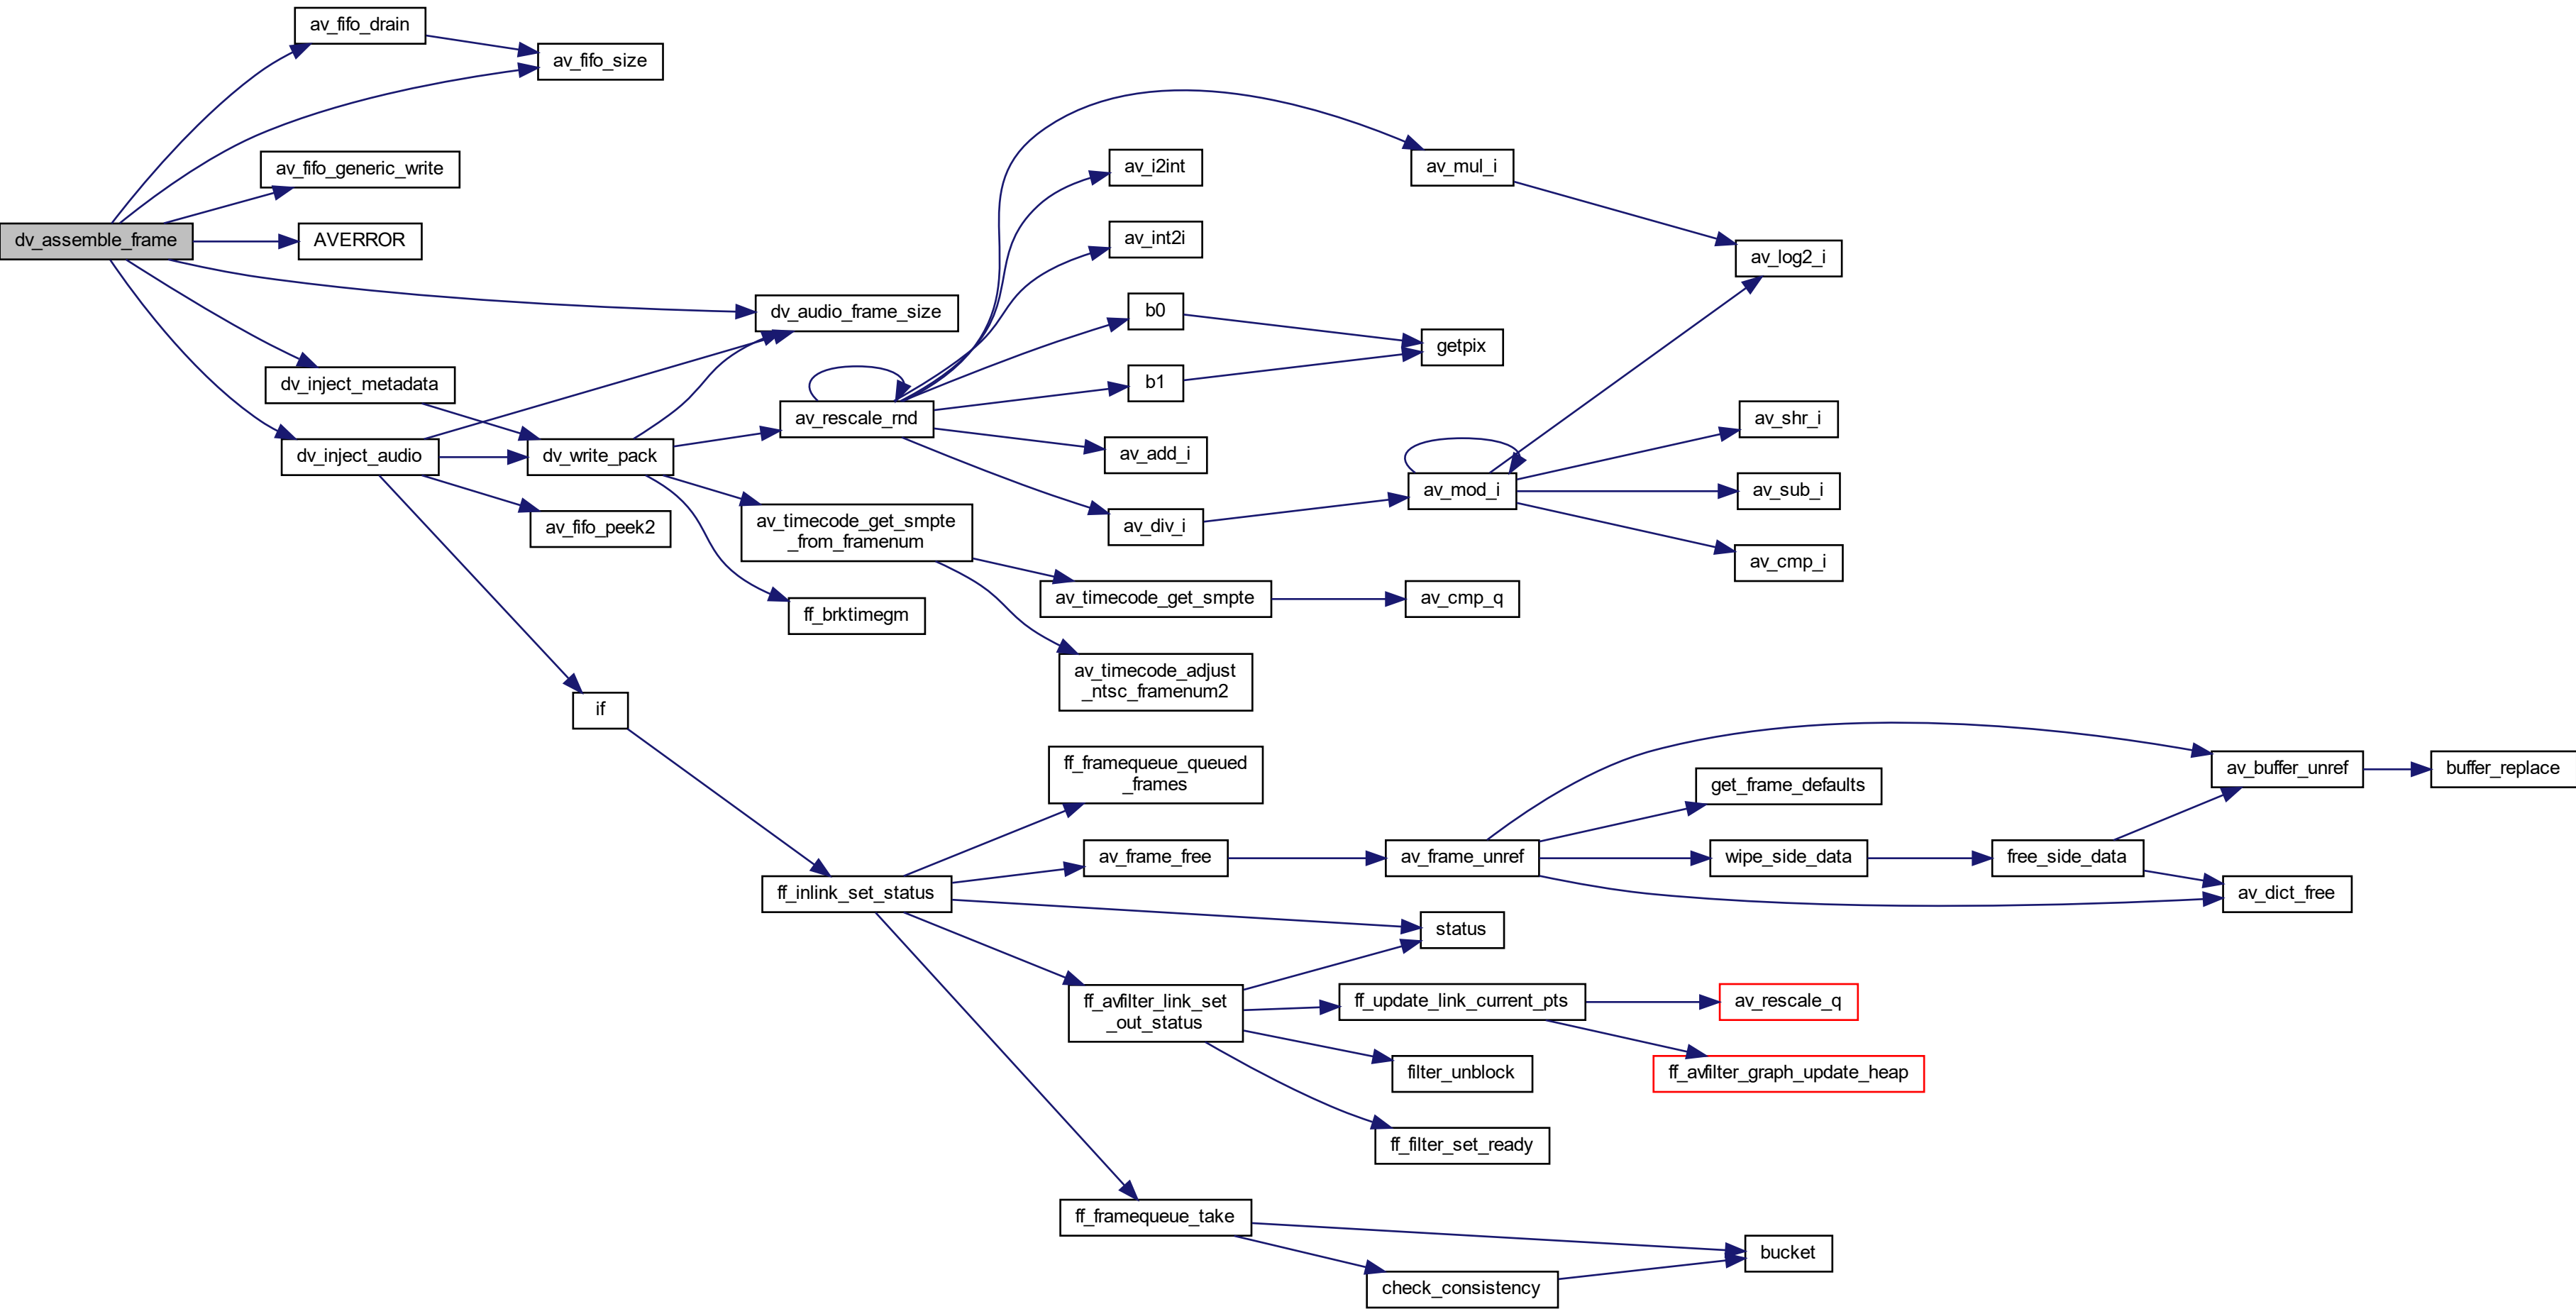 av_fifo_drain
av_fifo_size
av_fifo_generic_write
dv_assemble_frame
AVERROR
dv_audio_frame_size
dv_inject_metadata
dv_inject_audio
dv_write_pack
av_fifo_peek2
av_rescale_rnd
av_i2int
av_int2i
b0
b1
av_add_i
av_div_i
av_mul_i
av_log2_i
getpix
av_mod_i
av_shr_i
av_sub_i
av_cmp_i
av_timecode_get_smpte
_from_framenum
av_timecode_get_smpte
av_cmp_q
ff_brktimegm
av_timecode_adjust
_ntsc_framenum2
if
ff_inlink_set_status
ff_framequeue_queued
_frames
av_frame_free
av_frame_unref
get_frame_defaults
wipe_side_data
free_side_data
av_buffer_unref
buffer_replace
av_dict_free
status
ff_avfilter_link_set
_out_status
ff_update_link_current_pts
av_rescale_q
ff_avfilter_graph_update_heap
filter_unblock
ff_filter_set_ready
ff_framequeue_take
bucket
check_consistency